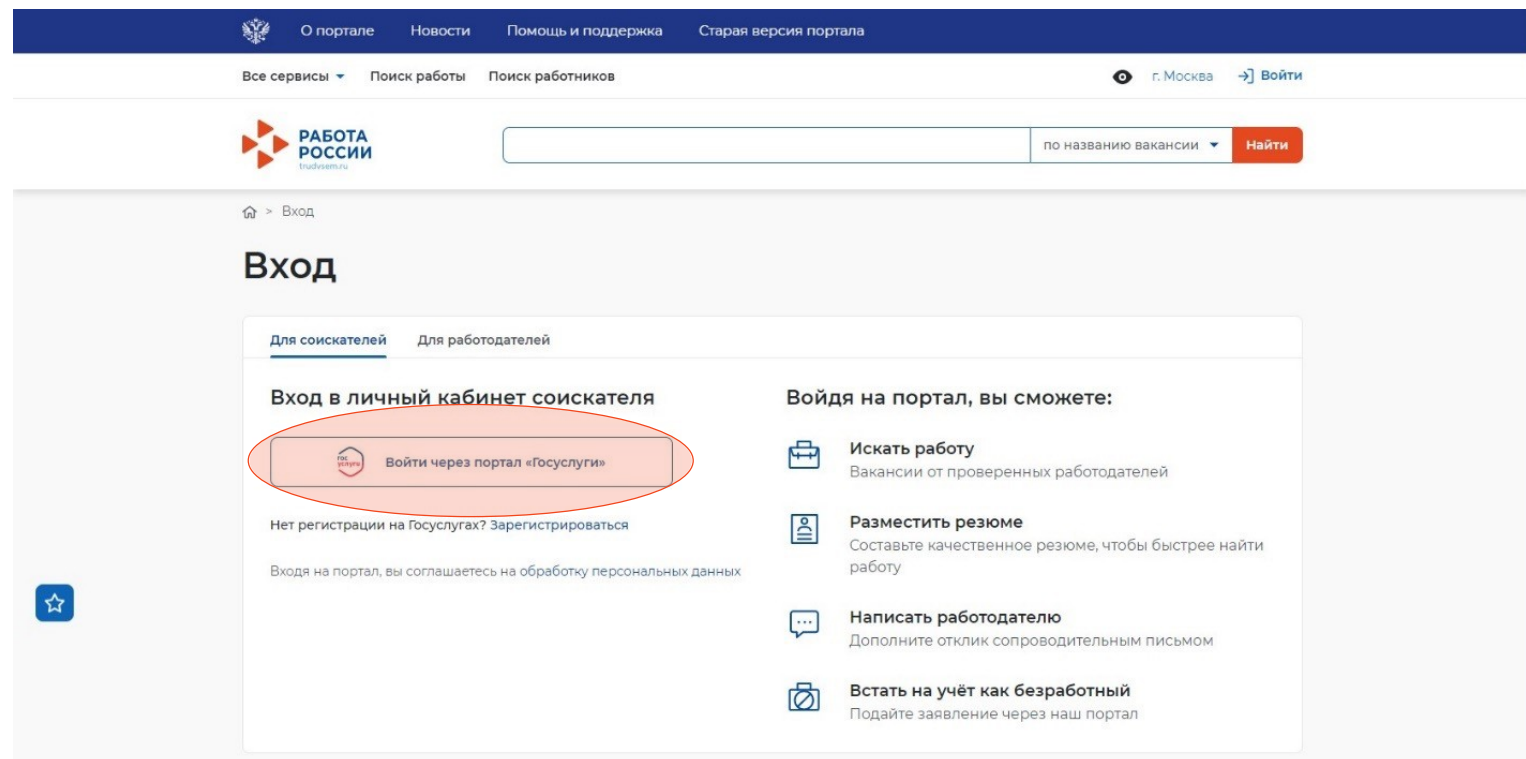 О портале Новости Помощь и поддержка Старая версия портала
Все сервисы Поиск работы Поиск работников г. Москва Войти
РАБОТА
РОССИИ
trudvsem.ru
по названию вакансии Найти
> Вход
Вход
Для соискателей Для работодателей
Вход в личный кабинет соискателя
гос
услуги
Войти через портал «Госуслуги»
Нет регистрации на Госуслугах? Зарегистрироваться
Входя на портал, вы соглашаетесь на обработку персональных данных
Войдя на портал, вы сможете:
Искать работу
Вакансии от проверенных работодателей
Разместить резюме
Составьте качественное резюме, чтобы быстрее найти
работу
Написать работодателю
Дополните отклик сопроводительным письмом
Встать на учёт как безработный
Подайте заявление через наш портал